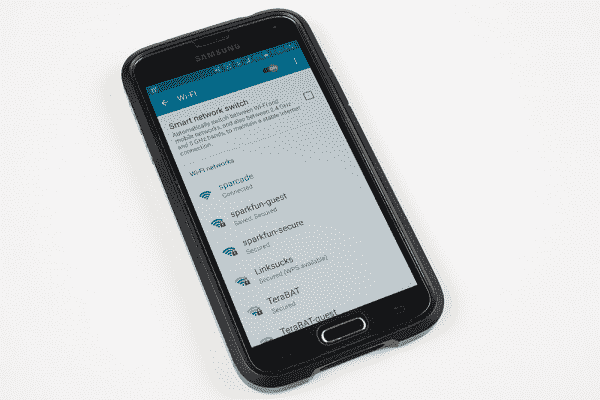 SAMSUNG
Wi-Fi
Smart network switch
Automatically switch between Wi-Fi and
mobile networks, and also between 2.4 GHz
and 5 GHz bands, to maintain a stable Internet
connection.
Wi-Fi networks
sparcade
Connected
sparkfun-guest
Saved, Secured
sparkfun-secure
Secured
Linksucks
Secured (WPS available)
TeraBAT
Secured
TeraBAT-guest